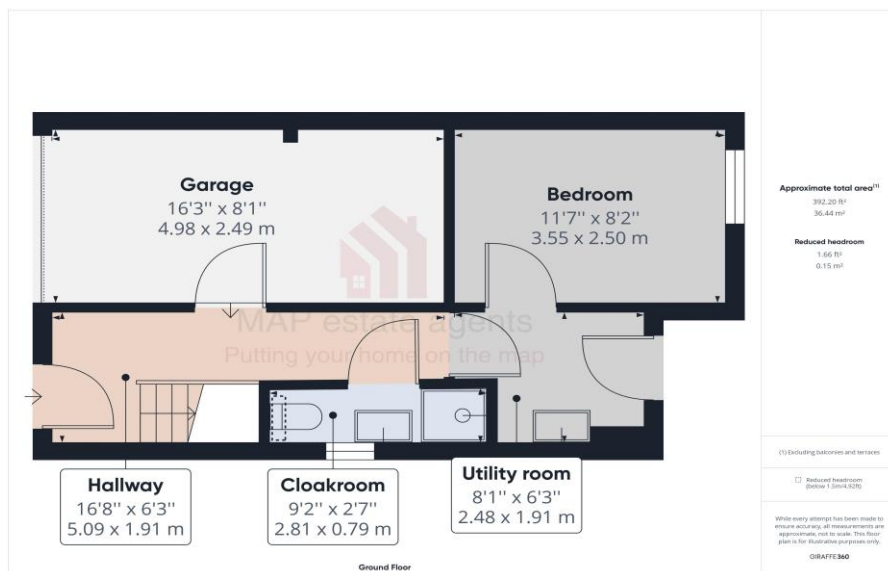 Garage
16'3'' x 8'1''
4.98 x 2.49 m
Bedroom
11'7'' x 8'2''
3.55 x 2.50 m
MAP estate agents
Putting your home on the map
Hallway
16'8'' x 6'3''
5.09 x 1.91 m
Cloakroom
9'2'' x 2'7''
2.81 x 0.79 m
Utility room
8'1'' x 6'3''
2.48 x 1.91 m
Ground Floor
Approximate total area(1)
392.20 ft²
36.44 m²
Reduced headroom
1.66 ft²
0.15 m²
(1) Excluding balconies and terraces
Reduced headroom
(below 1.5m/4.92ft)
While every attempt has been made to
ensure accuracy, all measurements are
approximate, not to scale. This floor
plan is for illustrative purposes only.
GIRAFFE360